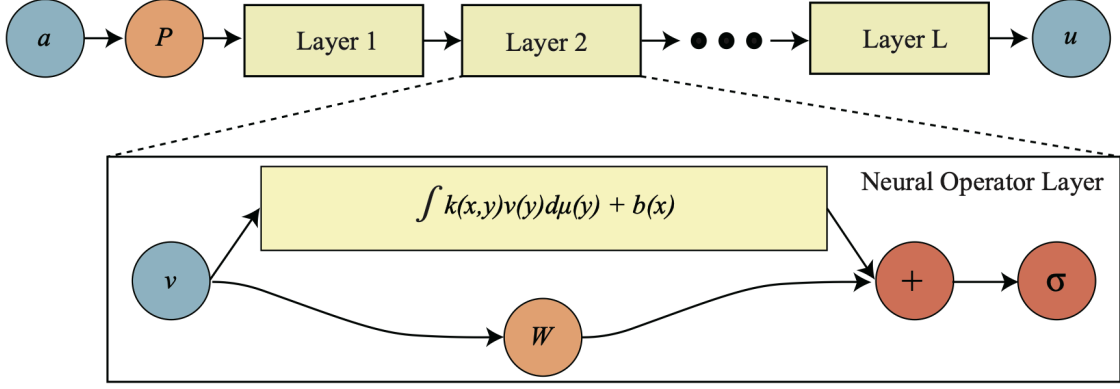 a P Layer 1 Layer 2 Layer L u
Neural Operator Layer
∫ k(x,y)v(y)dμ(y) + b(x)
v + σ
W